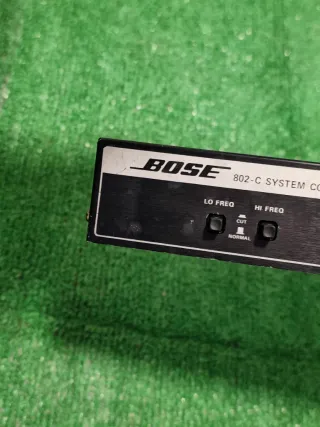 BOSE 802-C SYSTEM CO
LO FREQ HI FREQ
CUT
NORMAL